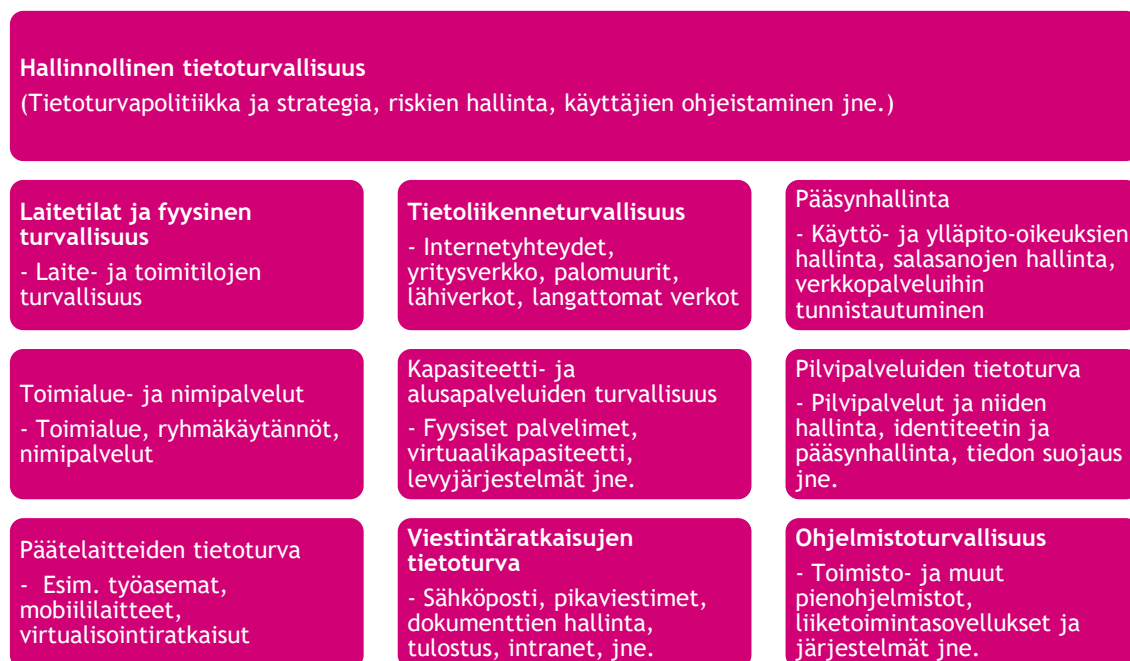 Hallinnollinen tietoturvallisuus
(Tietoturvapolitiikka ja strategia, riskien hallinta, käyttäjien ohjeistaminen jne.)
Laitetilat ja fyysinen
turvallisuus
- Laite- ja toimitilojen
turvallisuus
Tietoliikenneturvallisuus
- Internetyhteydet,
yritysverkko, palomuurit,
lähiverkot, langattomat verkot
Pääsynhallinta
- Käyttö- ja ylläpito-oikeuksien
hallinta, salasanojen hallinta,
verkkopalveluihin
tunnistautuminen
Toimialue- ja nimipalvelut
- Toimialue, ryhmäkäytännöt,
nimipalvelut
Kapasiteetti- ja
alusapalveluiden turvallisuus
- Fyysiset palvelimet,
virtuaalikapasiteetti,
levyjärjestelmät jne.
Pilvipalveluiden tietoturva
- Pilvipalvelut ja niiden
hallinta, identiteetin ja
pääsynhallinta, tiedon suojaus
jne.
Päätelaitteiden tietoturva
- Esim. työasemat,
mobiililaitteet,
virtualisointiratkaisut
Viestintäratkaisujen
tietoturva
- Sähköposti, pikaviestimet,
dokumenttien hallinta,
tulostus, intranet, jne.
Ohjelmistoturvallisuus
- Toimisto- ja muut
pienohjelmistot,
liiketoimintasovellukset ja
järjestelmät jne.